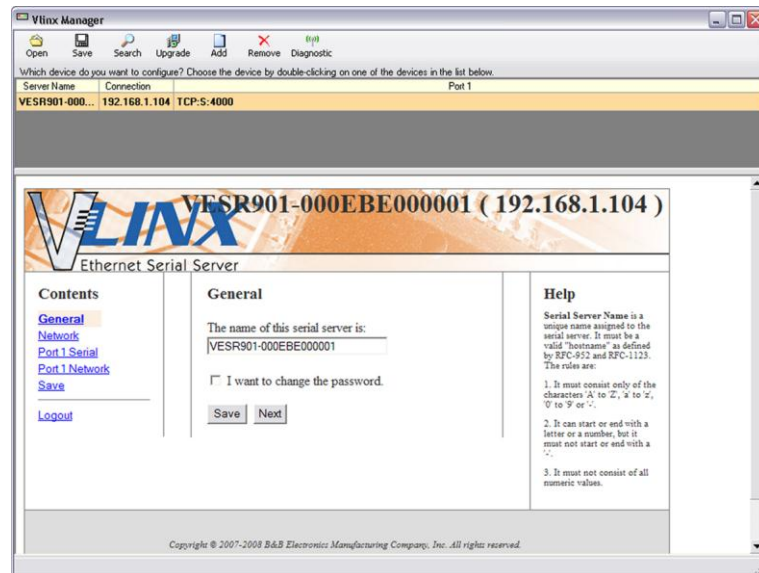 Vlinx Manager
Open Save Search Upgrade Add Remove Diagnostic
Which device do you want to configure? Choose the device by double-clicking on one of the devices in the list below.
Server Name Connection Port 1
VESR901-000... 192.168.1.104 TCP:S:4000
VLINX
VESR901-000EBE000001 ( 192.168.1.104 )
Ethernet Serial Server
Contents
General
Network
Port 1 Serial
Port 1 Network
Save
Logout
General
The name of this serial server is:
VESR901-000EBE000001
I want to change the password.
Save Next
Help
Serial Server Name is a
unique name assigned to the
serial server. It must be a
valid "hostname" as defined
by RFC-952 and RFC-1123.
The rules are:
1. It must consist only of the
characters 'A' to 'Z', 'a' to 'z',
'0' to '9' or '-'.
2. It can start or end with a
letter or a number, but it
must not start or end with a
'-'.
3. It must not consist of all
numeric values.
Copyright © 2007-2008 B&B Electronics Manufacturing Company, Inc. All rights reserved.